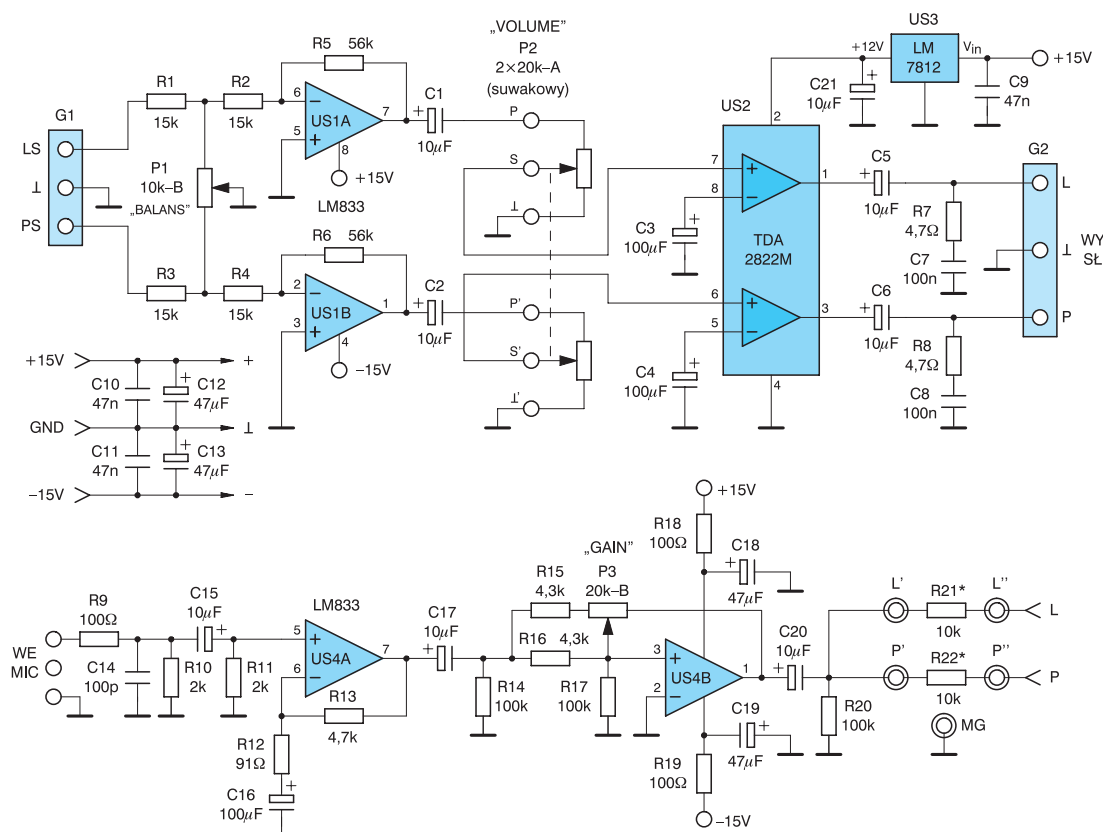 „VOLUME”
P2
2×20k–A
(suwakowy)
US3
LM
7812
+12V
Vin
+15V
C21
10µF
C9
47n
R5 56k
R1
15k
R2
15k
6
5
7
8
US1A
+15V
C1
10µF
P
S
⊥
G1
LS
⊥
PS
P1
10k–B
„BALANS”
LM833
R6 56k
R3
15k
R4
15k
2
3
1
4
US1B
–15V
C2
10µF
P'
S'
⊥'
US2
2
7
8
1
TDA
2822M
6
5
3
4
C3
100µF
C4
100µF
C5
10µF
C6
10µF
R7
4,7Ω
C7
100n
R8
4,7Ω
C8
100n
G2
L
⊥
P
WY
SŁ
+15V
+
C10
47n
C12
47µF
GND
⊥
C11
47n
C13
47µF
–15V
–
WE
MIC
R9
100Ω
C14
100p
C15
10µF
R10
2k
R11
2k
LM833
5
6
7
US4A
R13
4,7k
R12
91Ω
C16
100µF
C17
10µF
R14
100k
R15
4,3k
R16 4,3k
„GAIN”
P3
20k–B
R17
100k
+15V
R18
100Ω
C18
47µF
3
2
1
US4B
C19
47µF
R19
100Ω
–15V
C20
10µF
R20
100k
L'
R21*
10k
L''
L
P'
R22*
10k
P''
P
MG